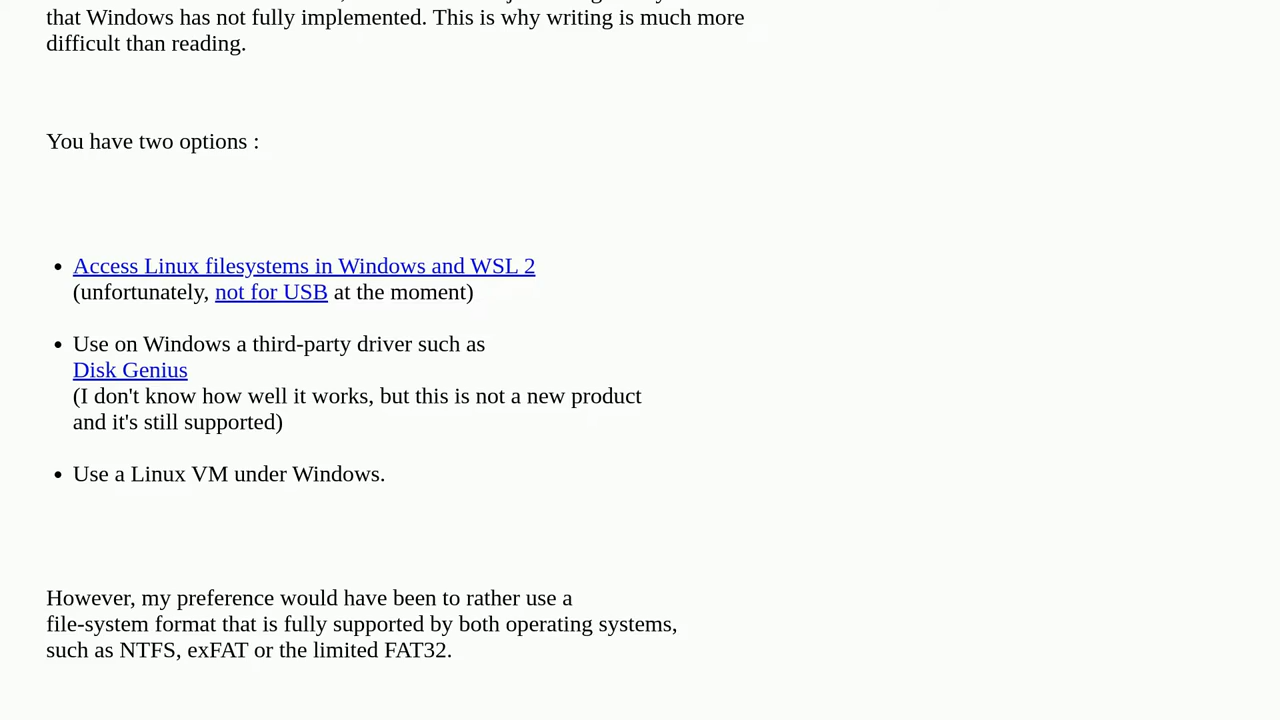 that Windows has not fully implemented. This is why writing is much more
difficult than reading.
You have two options :
Access Linux filesystems in Windows and WSL 2
(unfortunately, not for USB at the moment)
Use on Windows a third-party driver such as
Disk Genius
(I don't know how well it works, but this is not a new product
and it's still supported)
Use a Linux VM under Windows.
However, my preference would have been to rather use a
file-system format that is fully supported by both operating systems,
such as NTFS, exFAT or the limited FAT32.